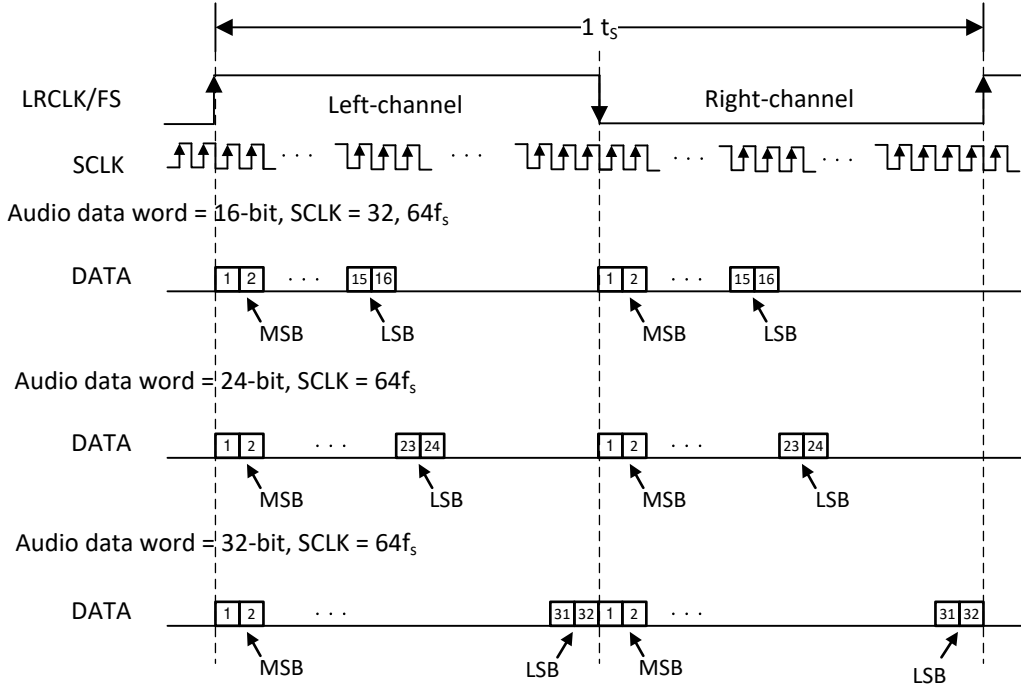 1 tS
LRCLK/FS
Left-channel
Right-channel
SCLK
. . .
. . .
. . .
. . .
Audio data word = 16-bit, SCLK = 32, 64fs
DATA
1 2 . . . 15 16 1 2 . . . 15 16
MSB LSB MSB LSB
Audio data word = 24-bit, SCLK = 64fs
DATA
1 2 . . . 23 24 1 2 . . . 23 24
MSB LSB MSB LSB
Audio data word = 32-bit, SCLK = 64fs
DATA
1 2 . . . 31 32 1 2 . . . 31 32
MSB LSB MSB LSB